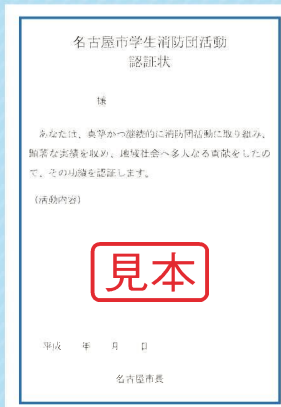 名古屋市学生消防団活動
認証状
様
あなたは、真摯かつ継続的に消防団活動に取り組み、
顕著な実績を収め、地域社会へ多大なる貢献をしたの
で、その功績を認証します。
(活動内容)
見本
平成　年　月　日
名古屋市長